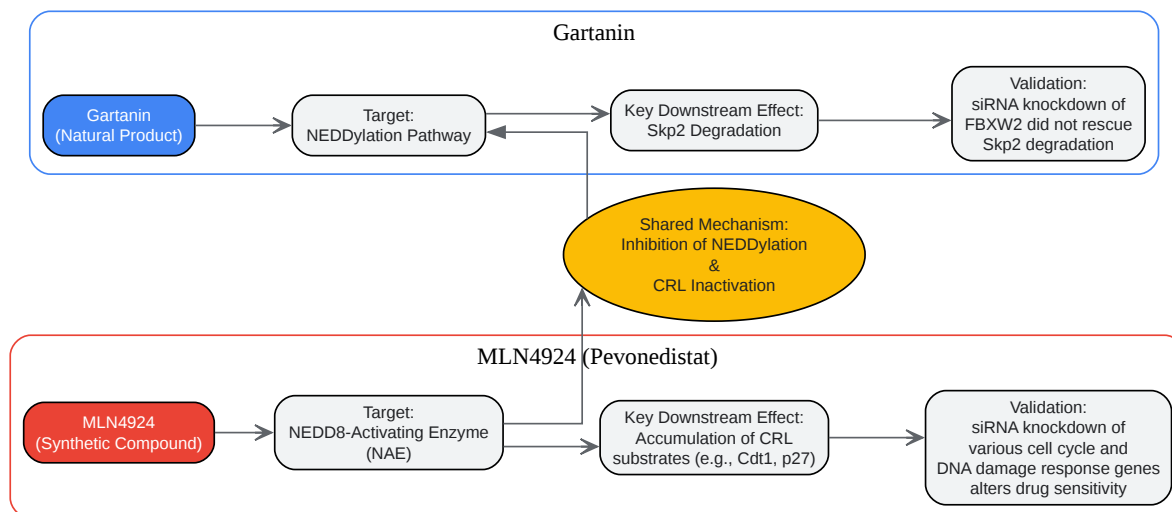 Gartanin
Gartanin
(Natural Product)
Target:
NEDDylation Pathway
Key Downstream Effect:
Skp2 Degradation
Validation:
siRNA knockdown of
FBXW2 did not rescue
Skp2 degradation
Shared Mechanism:
Inhibition of NEDDylation
&
CRL Inactivation
MLN4924 (Pevonedistat)
MLN4924
(Synthetic Compound)
Target:
NEDD8-Activating Enzyme
(NAE)
Key Downstream Effect:
Accumulation of CRL
substrates (e.g., Cdt1, p27)
Validation:
siRNA knockdown of
various cell cycle and
DNA damage response genes
alters drug sensitivity